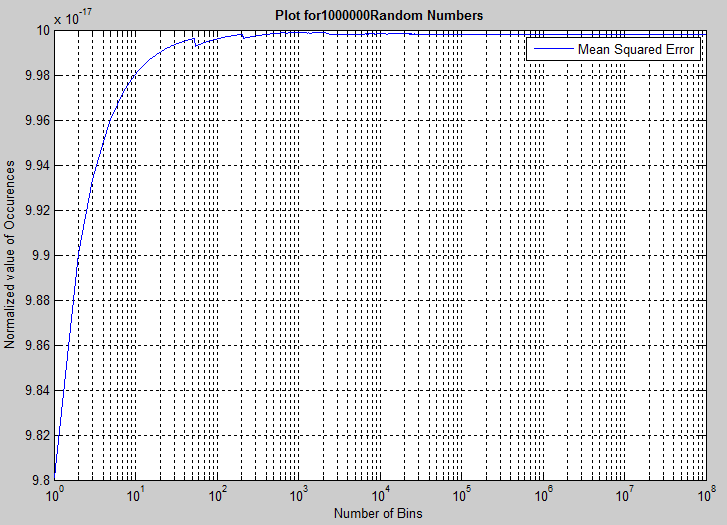 Plot for1000000Random Numbers
x 10^-17
10
9.98
9.96
9.94
9.92
9.9
9.88
9.86
9.84
9.82
9.8
Normalized value of Occurences
Mean Squared Error
10^0 10^1 10^2 10^3 10^4 10^5 10^6 10^7 10^8
Number of Bins